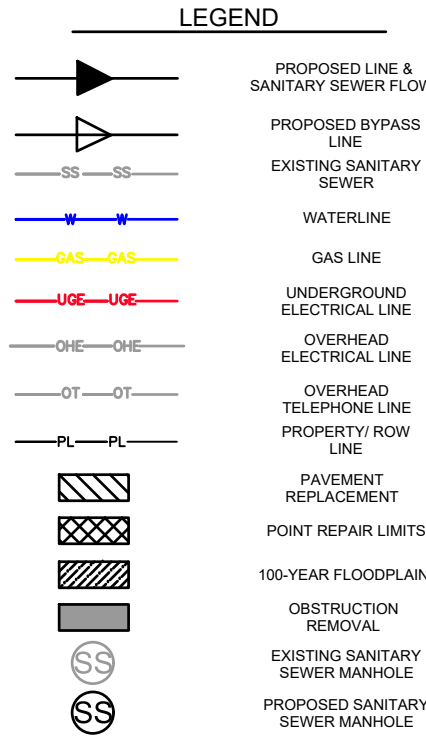 LEGEND
PROPOSED LINE &
SANITARY SEWER FLOW
PROPOSED BYPASS
LINE
SS SS
EXISTING SANITARY
SEWER
W W
WATERLINE
GAS GAS
GAS LINE
UGE UGE
UNDERGROUND
ELECTRICAL LINE
OHE OHE
OVERHEAD
ELECTRICAL LINE
OT OT
OVERHEAD
TELEPHONE LINE
PL PL
PROPERTY/ ROW
LINE
PAVEMENT
REPLACEMENT
POINT REPAIR LIMITS
100-YEAR FLOODPLAIN
OBSTRUCTION
REMOVAL
SS
EXISTING SANITARY
SEWER MANHOLE
SS
PROPOSED SANITARY
SEWER MANHOLE